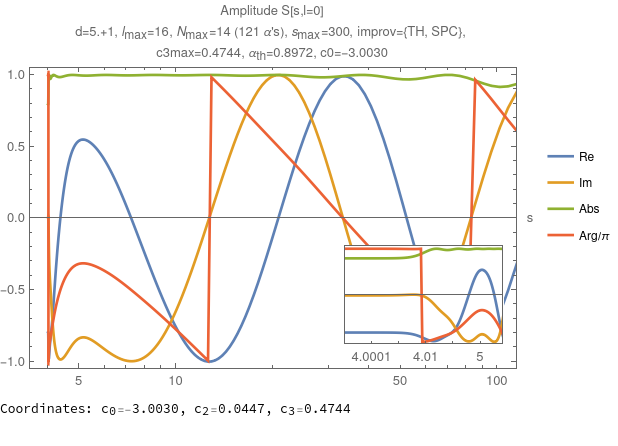 Amplitude S[s,l=0]
d=5.+1, lmax=16, Nmax=14 (121 α's), smax=300, improv={TH, SPC},
c3max=0.4744, αth=0.8972, c0=-3.0030
1.0
0.5
0.0
-0.5
-1.0
s
Re
Im
Abs
Arg/π
4.0001 4.01 5
5 10 50 100
Coordinates: c0=-3.0030, c2=0.0447, c3=0.4744